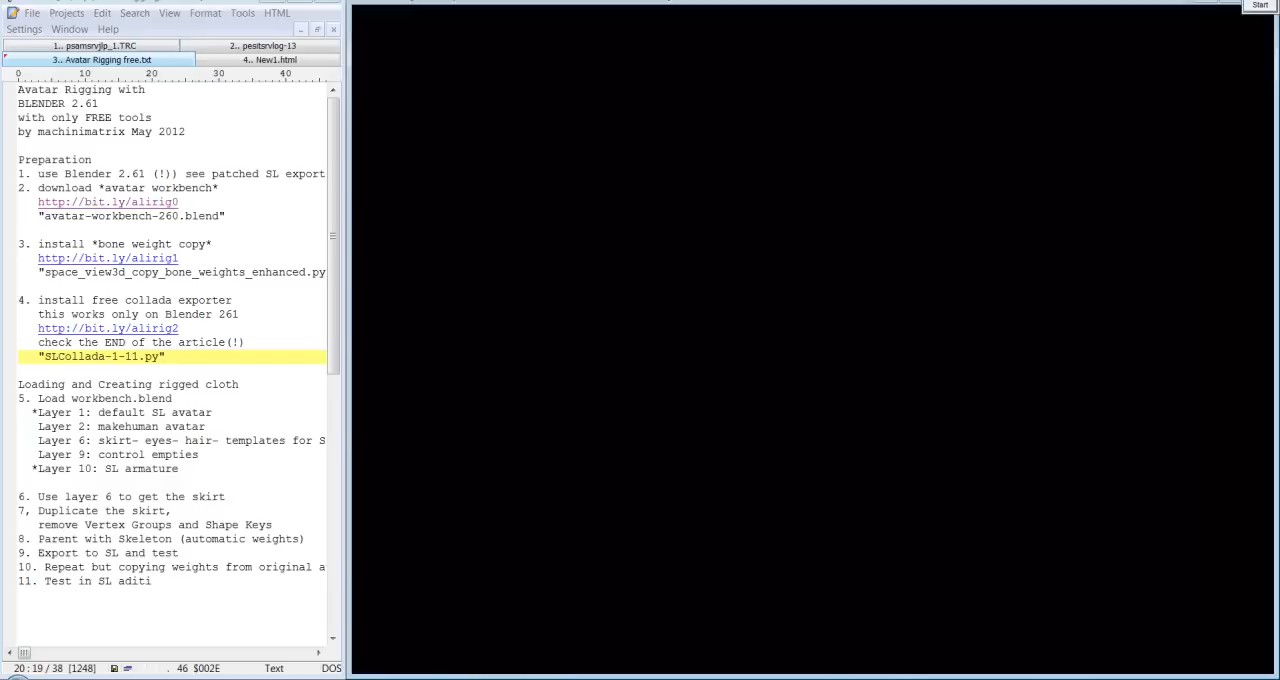 Start
File Projects Edit Search View Format Tools HTML
Settings Window Help
1.. psamsrvjlp_1.TRC 2.. pesitsrvlog-13
3.. Avatar Rigging free.txt 4.. New1.html
0 10 20 30 40
Avatar Rigging with
BLENDER 2.61
with only FREE tools
by machinimatrix May 2012
Preparation
1. use Blender 2.61 (!)) see patched SL export
2. download *avatar workbench*
http://bit.ly/alirig0
"avatar-workbench-260.blend"
3. install *bone weight copy*
http://bit.ly/alirig1
"space_view3d_copy_bone_weights_enhanced.py
4. install free collada exporter
this works only on Blender 261
http://bit.ly/alirig2
check the END of the article(!)
"SLCollada-1-11.py"
Loading and Creating rigged cloth
5. Load workbench.blend
*Layer 1: default SL avatar
Layer 2: makehuman avatar
Layer 6: skirt- eyes- hair- templates for S
Layer 9: control empties
*Layer 10: SL armature
6. Use layer 6 to get the skirt
7, Duplicate the skirt,
remove Vertex Groups and Shape Keys
8. Parent with Skeleton (automatic weights)
9. Export to SL and test
10. Repeat but copying weights from original a
11. Test in SL aditi
20 : 19 / 38 [1248] . 46 $002E Text DOS